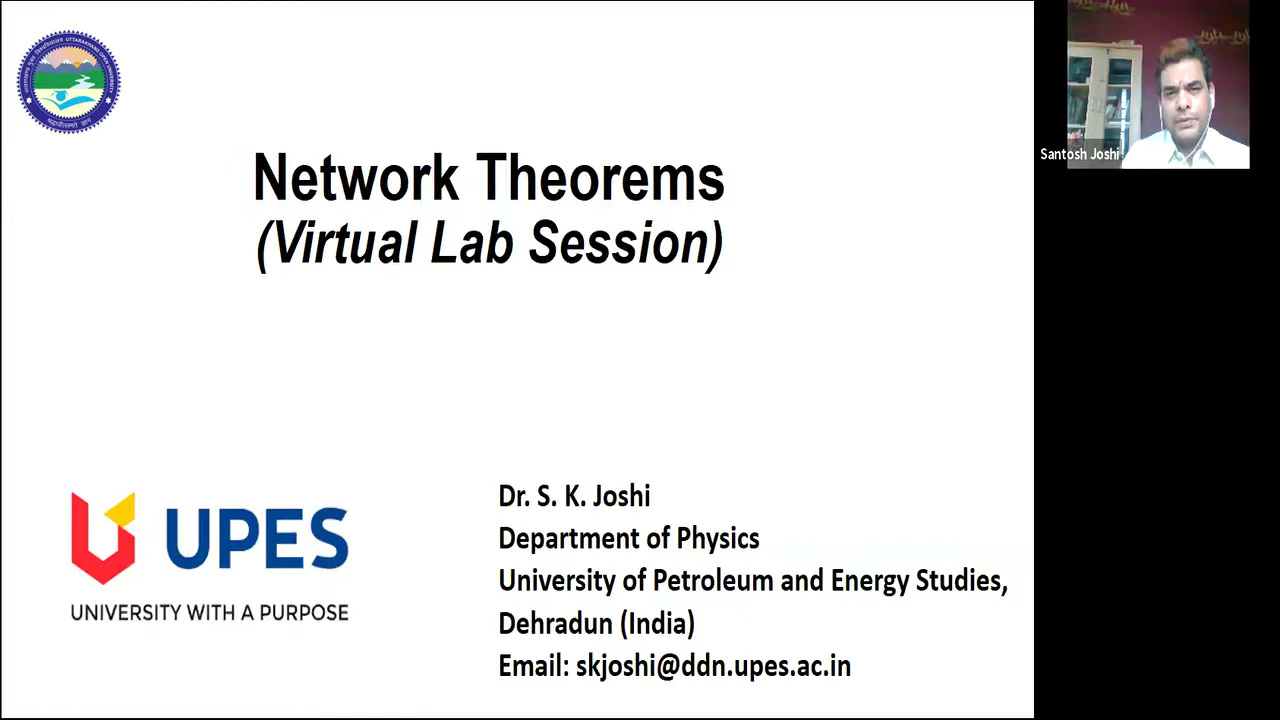 Network Theorems
(Virtual Lab Session)
Santosh Joshi
UPES
UNIVERSITY WITH A PURPOSE
Dr. S. K. Joshi
Department of Physics
University of Petroleum and Energy Studies,
Dehradun (India)
Email: skjoshi@ddn.upes.ac.in